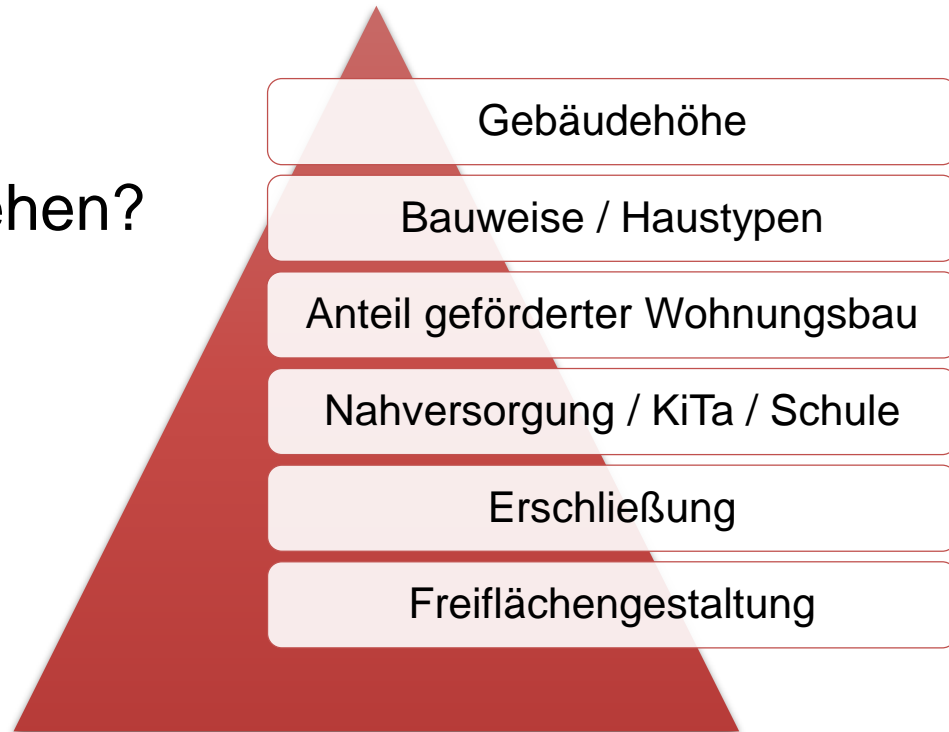 Gebäudehöhe
ehen?
Bauweise / Haustypen
Anteil geförderter Wohnungsbau
Nahversorgung / KiTa / Schule
Erschließung
Freiflächengestaltung